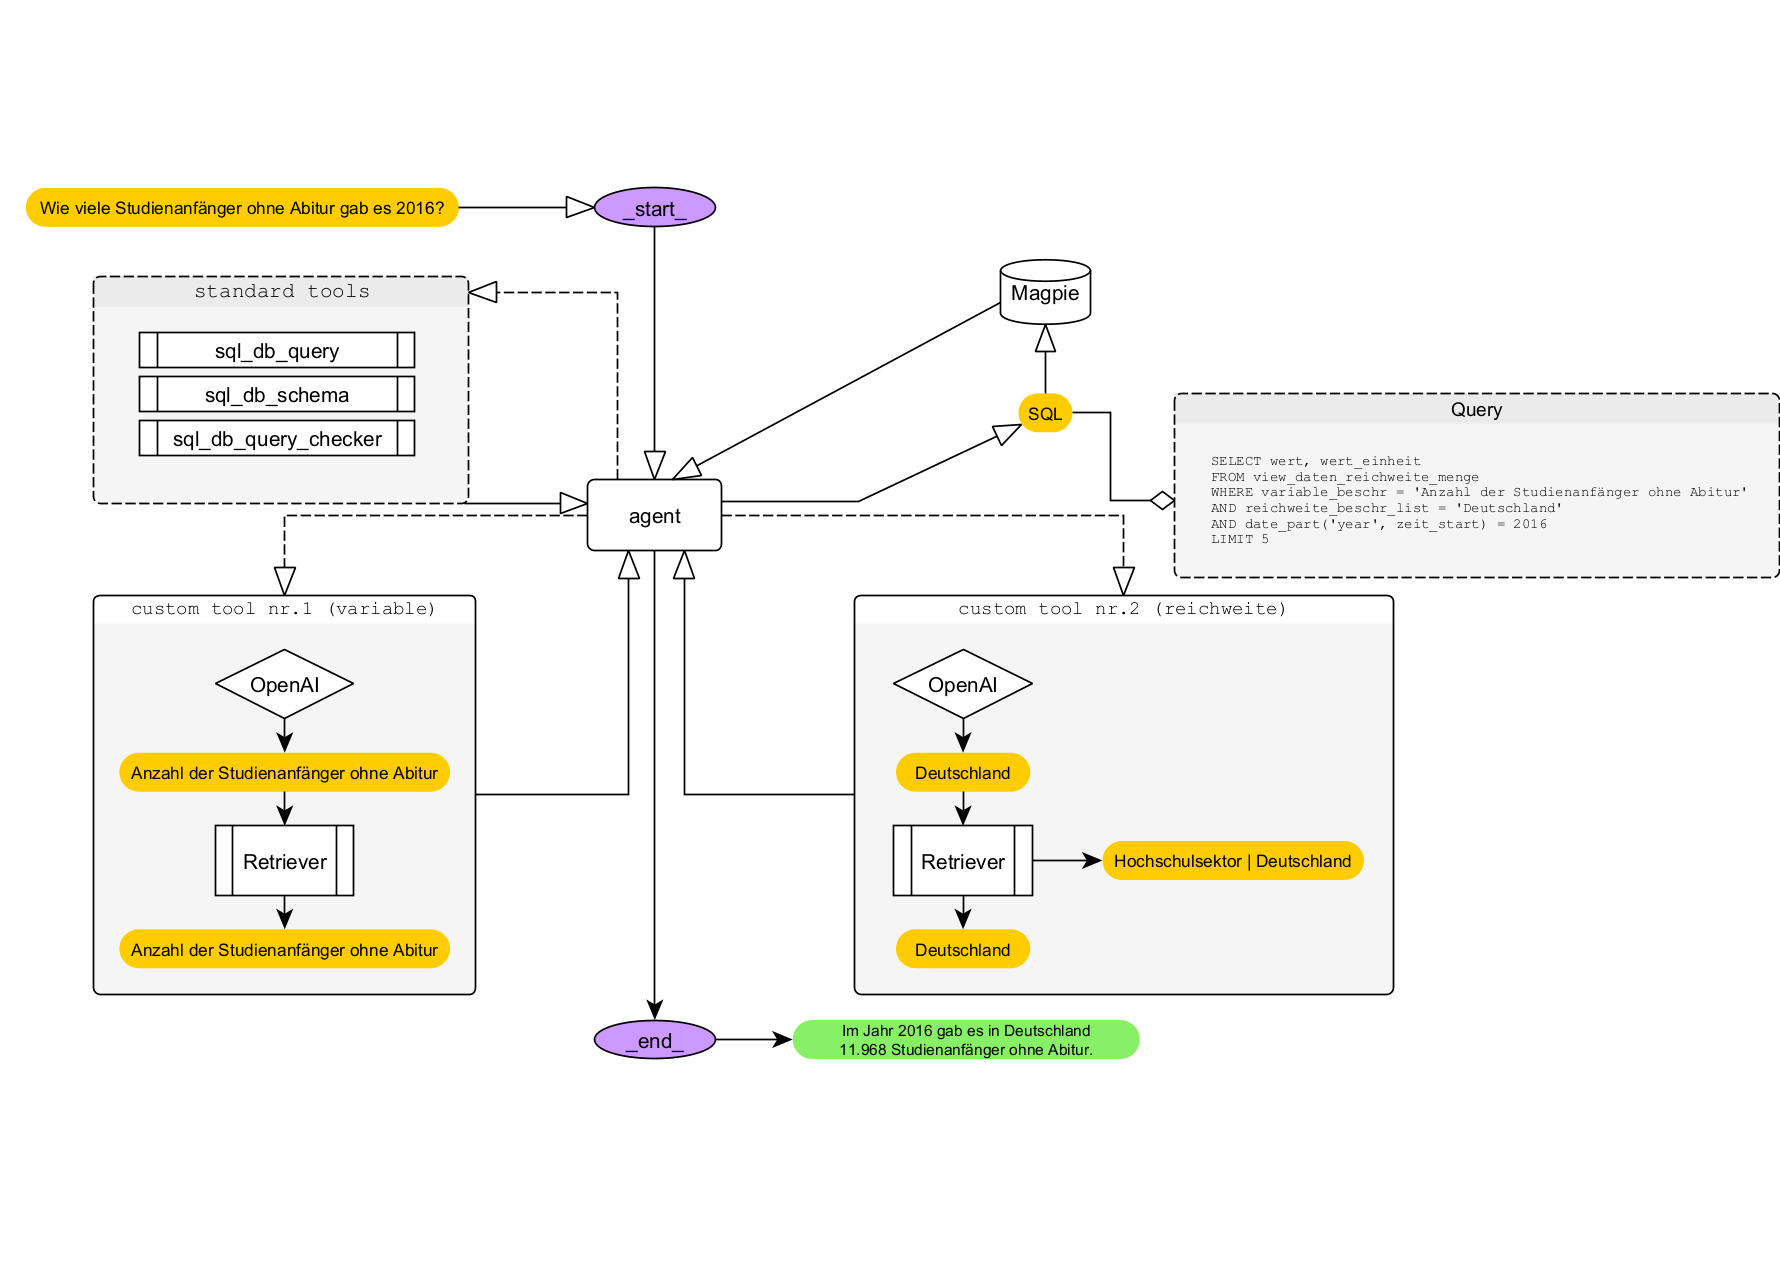 Wie viele Studienanfänger ohne Abitur gab es 2016?
_start_
standard tools
sql_db_query
sql_db_schema
sql_db_query_checker
Magpie
SQL
Query
SELECT wert, wert_einheit
FROM view_daten_reichweite_menge
WHERE variable_beschr = 'Anzahl der Studienanfänger ohne Abitur'
AND reichweite_beschr_list = 'Deutschland'
AND date_part('year', zeit_start) = 2016
LIMIT 5
agent
custom tool nr.1 (variable)
OpenAI
Anzahl der Studienanfänger ohne Abitur
Retriever
Anzahl der Studienanfänger ohne Abitur
custom tool nr.2 (reichweite)
OpenAI
Deutschland
Retriever
Hochschulsektor | Deutschland
Deutschland
_end_
Im Jahr 2016 gab es in Deutschland
11.968 Studienanfänger ohne Abitur.